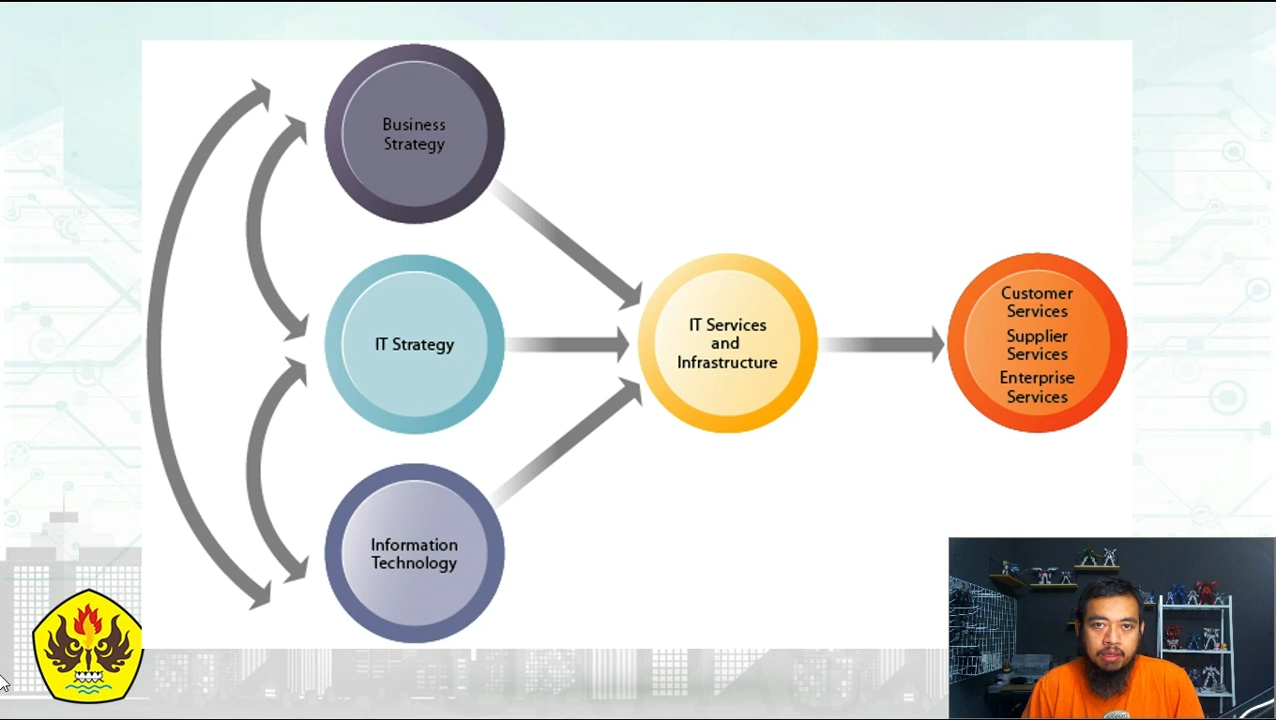 Business
Strategy
IT Strategy
Information
Technology
IT Services
and
Infrastructure
Customer
Services
Supplier
Services
Enterprise
Services